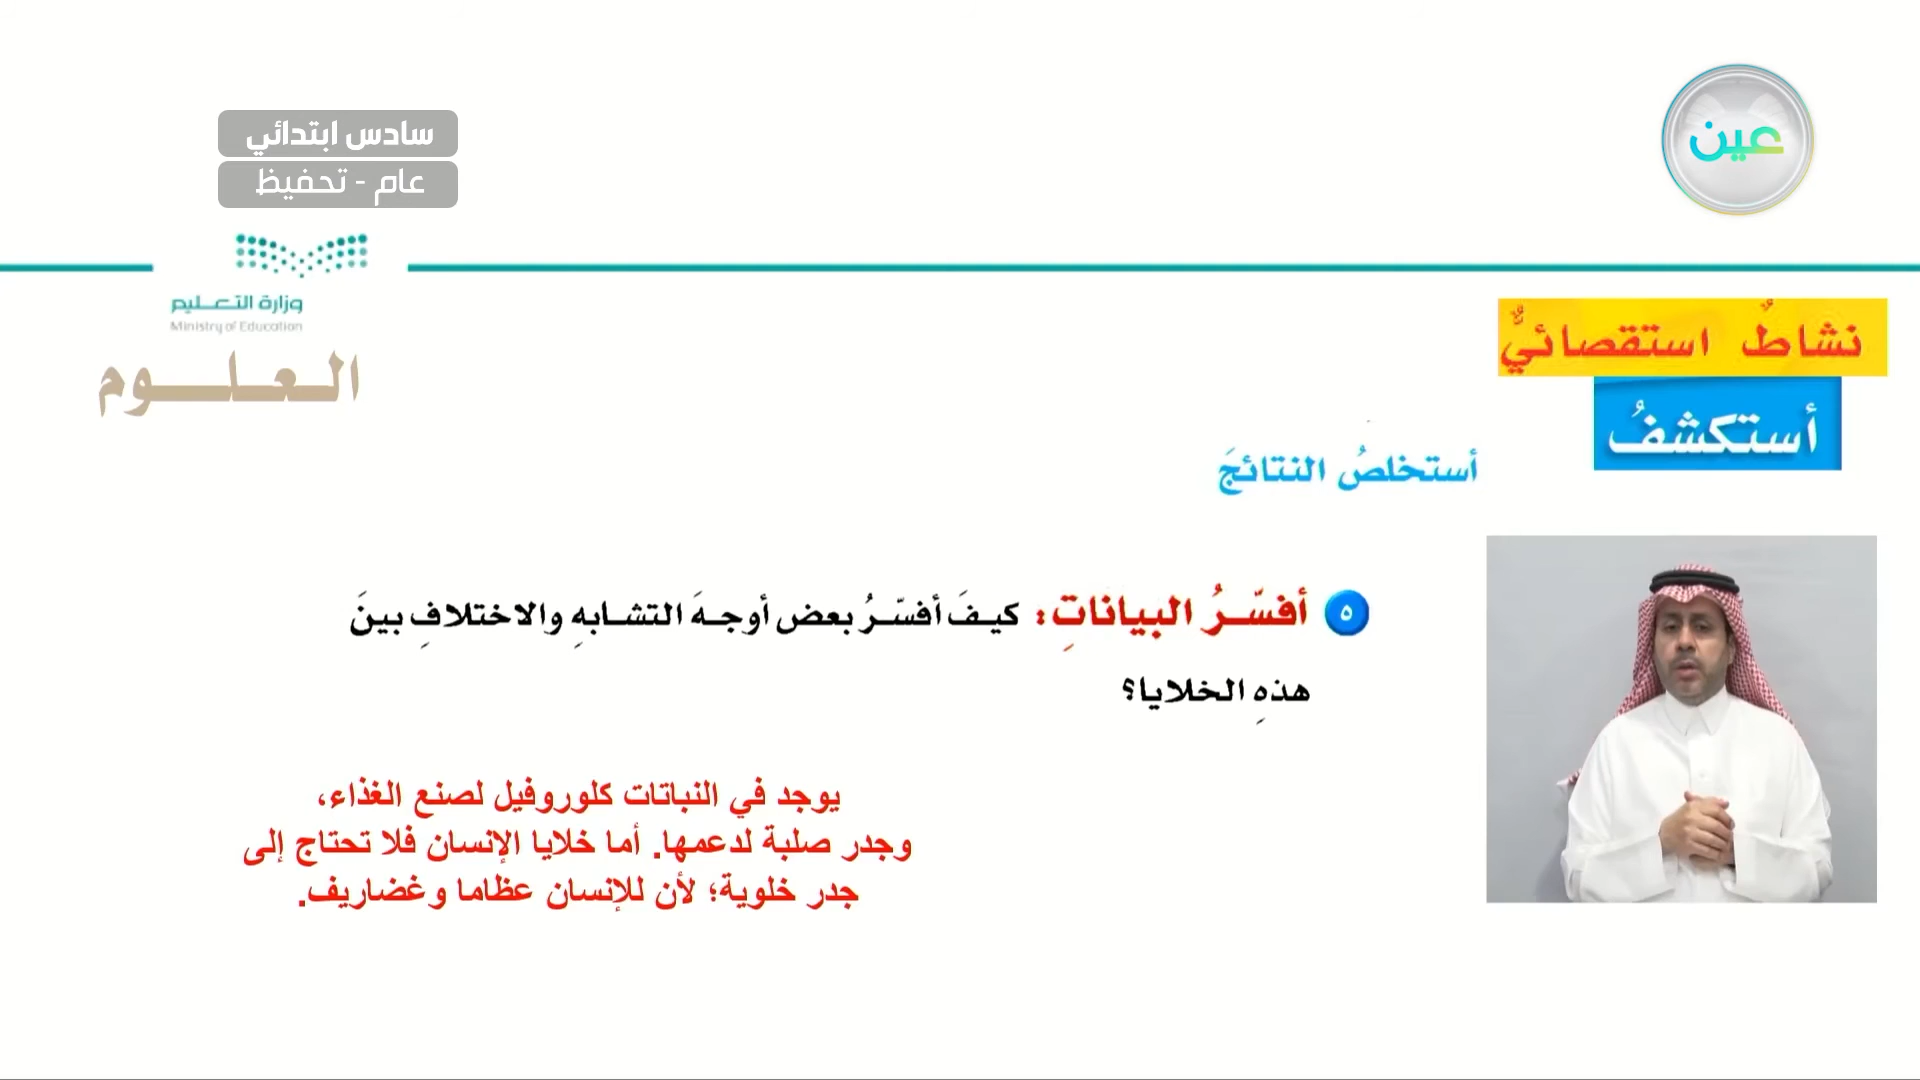 سادس ابتدائي
عام - تحفيظ
عين
وزارة التعليم
Ministry of Education
العلوم
نشاطٌ استقصائيٌّ
أستكشفُ
أستخلصُ النتائجَ
٥ أفسّرُ البياناتِ: كيفَ أفسّرُ بعض أوجهَ التشابهِ والاختلافِ بينَ
هذهِ الخلايا؟
يوجد في النباتات كلوروفيل لصنع الغذاء،
وجدر صلبة لدعمها. أما خلايا الإنسان فلا تحتاج إلى
جدر خلوية؛ لأن للإنسان عظاما وغضاريف.